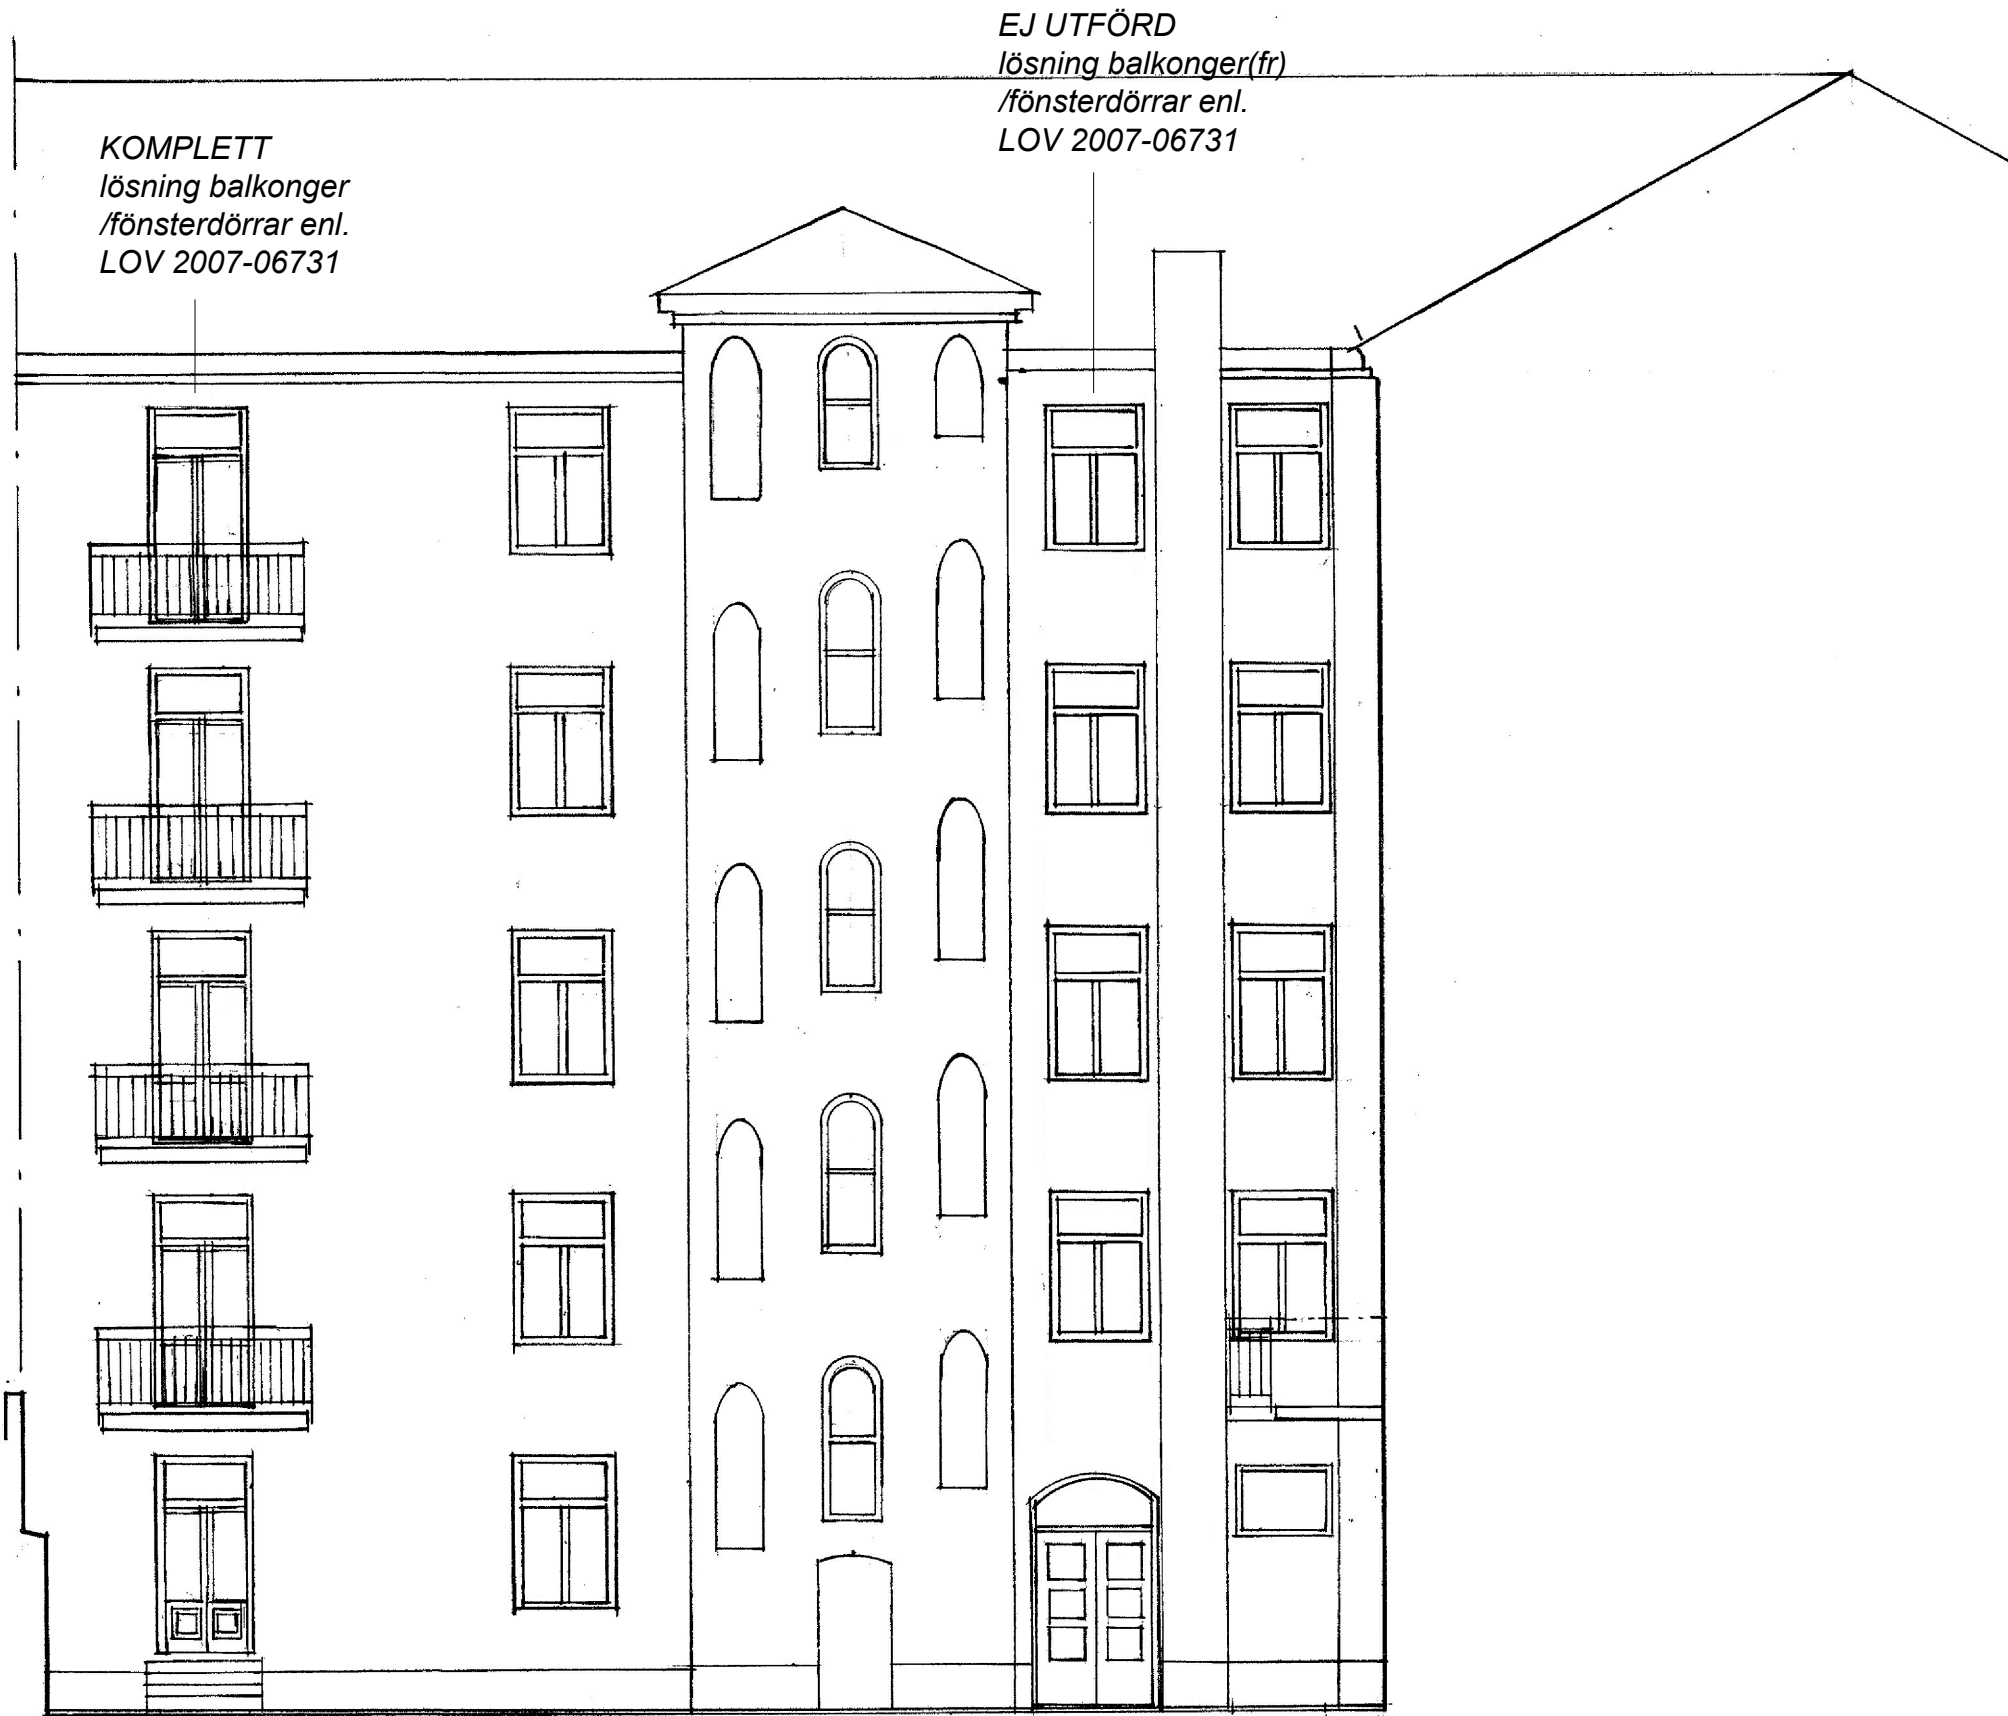 KOMPLETT
lösning balkonger
/fönsterdörrar enl.
LOV 2007-06731
EJ UTFÖRD
lösning balkonger(fr)
/fönsterdörrar enl.
LOV 2007-06731